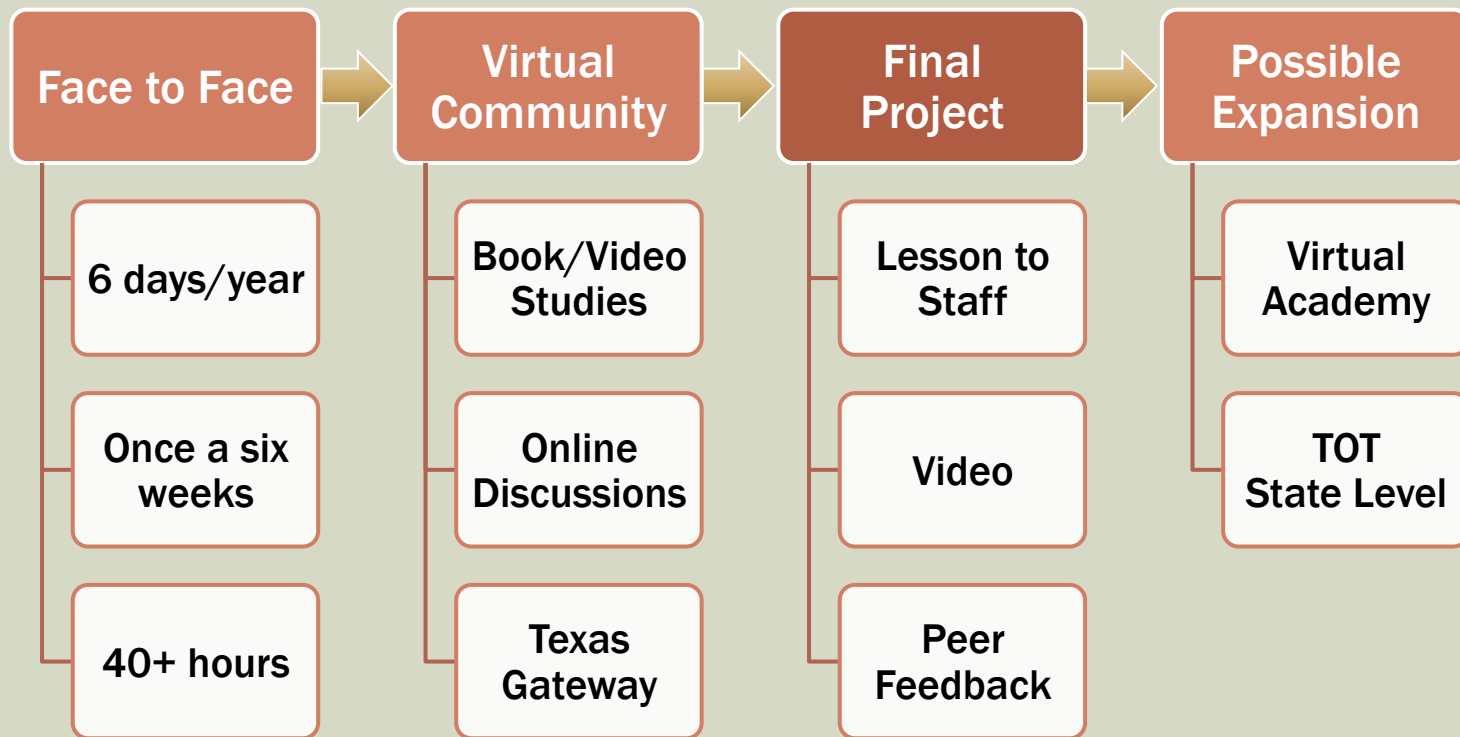 Face to Face
6 days/year
Once a six
weeks
40+ hours
Virtual
Community
Book/Video
Studies
Online
Discussions
Texas
Gateway
Final
Project
Lesson to
Staff
Video
Peer
Feedback
Possible
Expansion
Virtual
Academy
TOT
State Level